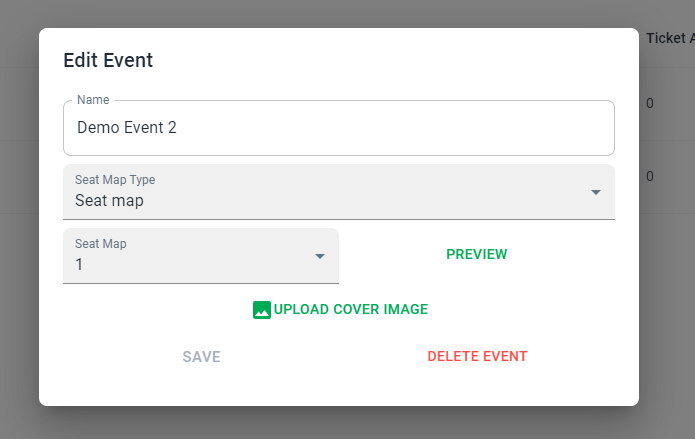 Ticket A
Edit Event
Name
Demo Event 2
0
Seat Map Type
Seat map
0
Seat Map
1
PREVIEW
UPLOAD COVER IMAGE
SAVE
DELETE EVENT